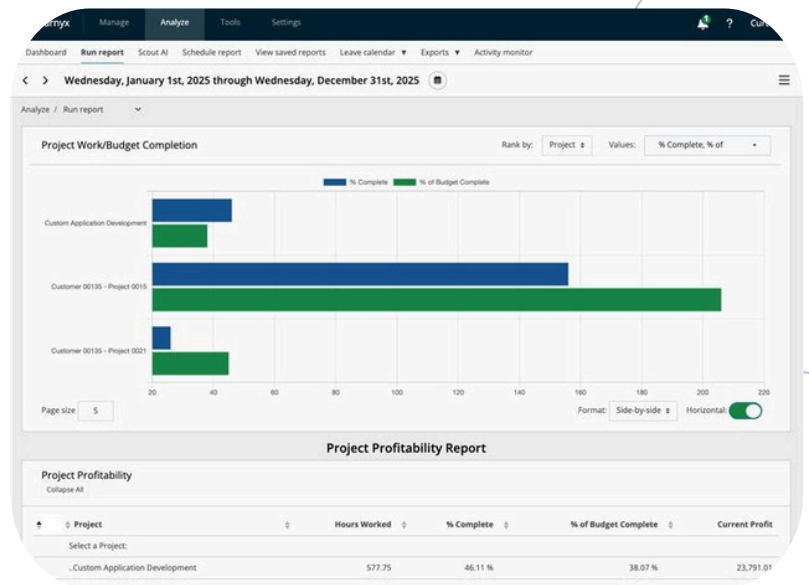 Manage Analyze Tools Settings 1 ?
Dashboard Run report Scout AI Schedule report View saved reports Leave calendar Exports Activity monitor
Wednesday, January 1st, 2025 through Wednesday, December 31st, 2025
Analyze / Run report
Project Work/Budget Completion Rank by: Project Values: % Complete, % of
% Complete % of Budget Complete
Custom Application Development
Customer 00135 - Project 0015
Customer 00135 - Project 0021
20 40 60 80 100 120 140 160 180 200 220
Page size 5 Format: Side-by-side Horizontal:
Project Profitability Report
Project Profitability
Collapse All
Project Hours Worked % Complete % of Budget Complete Current Profit
Select a Project:
..Custom Application Development 577.75 46.11 % 38.07 % 23,791.01